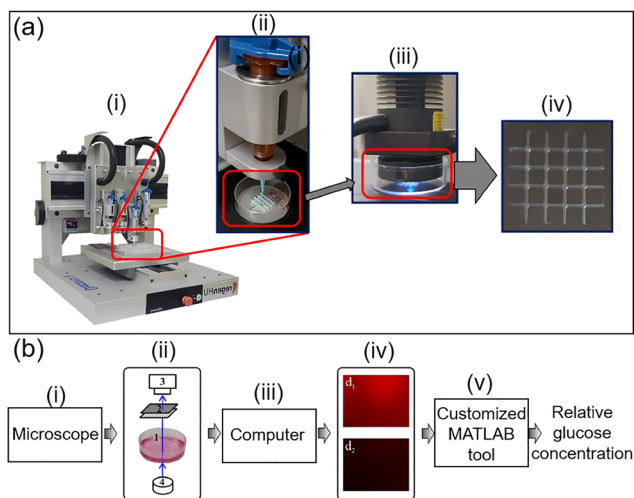 (a)
(i)
(ii)
(iii)
(iv)
regenHU
(b)
(i)
(ii)
(iii)
(iv)
(v)
Microscope
3
2
1
4
Computer
d1
d2
Customized
MATLAB
tool
Relative
glucose
concentration